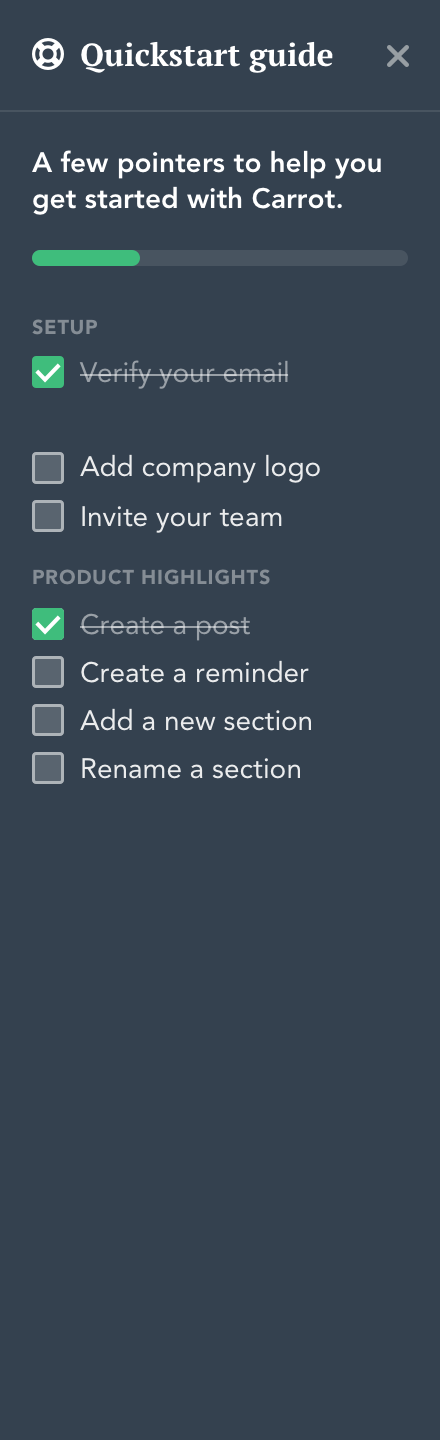 Quickstart guide
A few pointers to help you
get started with Carrot.
SETUP
Verify your email
Add company logo
Invite your team
PRODUCT HIGHLIGHTS
Create a post
Create a reminder
Add a new section
Rename a section